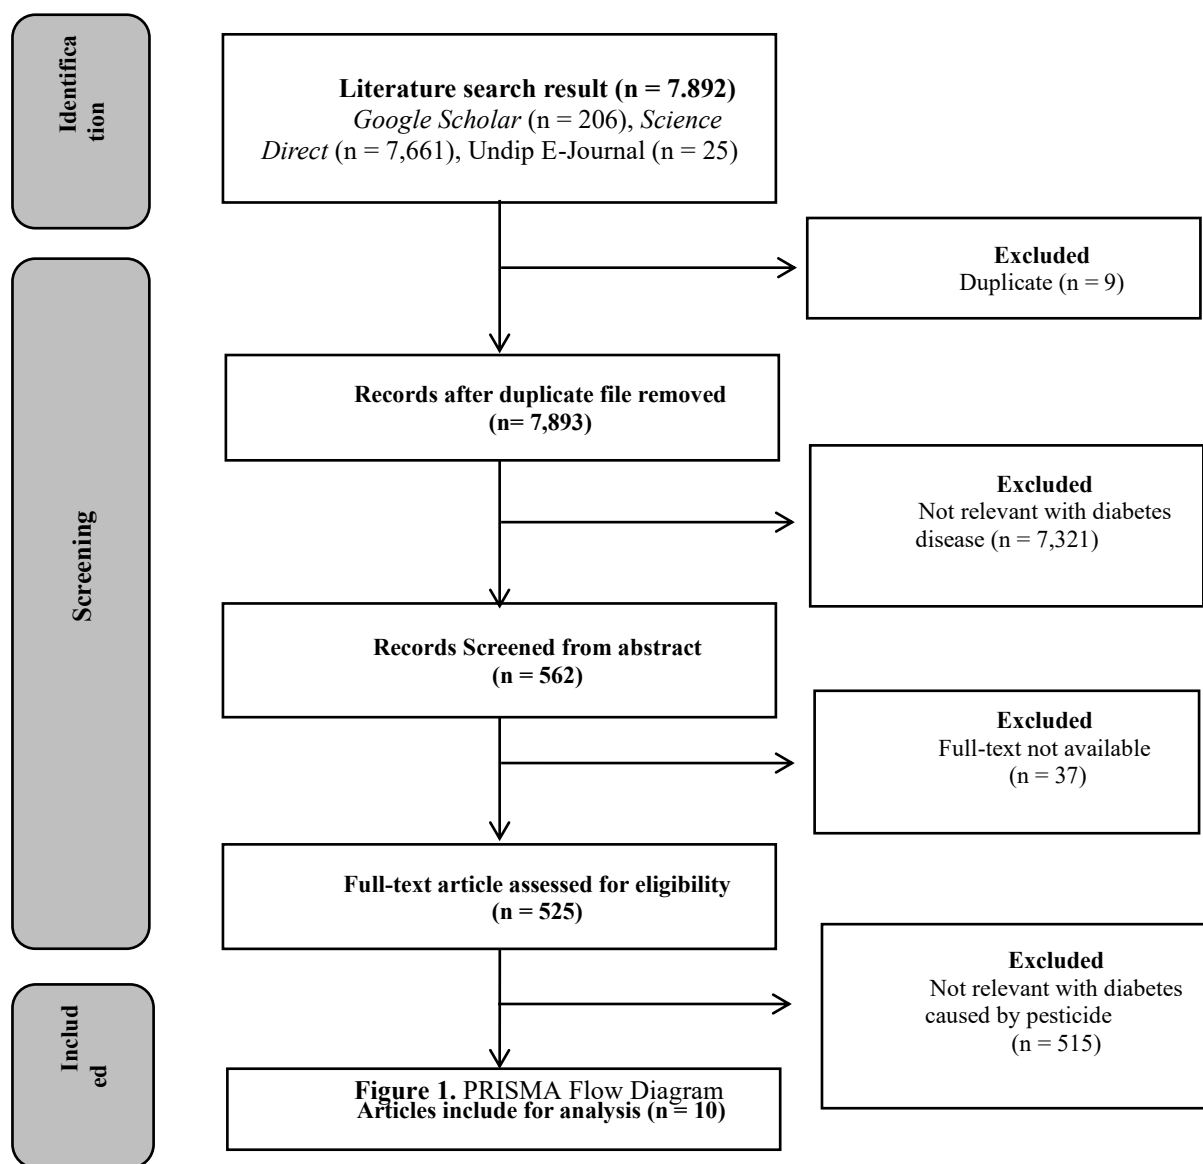 Identifica
tion
Literature search result (n = 7.892)
Google Scholar (n = 206), Science
Direct (n = 7,661), Undip E-Journal (n = 25)
Excluded
Duplicate (n = 9)
Screening
Records after duplicate file removed
(n= 7,893)
Excluded
Not relevant with diabetes
disease (n = 7,321)
Records Screened from abstract
(n = 562)
Excluded
Full-text not available
(n = 37)
Full-text article assessed for eligibility
(n = 525)
Excluded
Not relevant with diabetes
caused by pesticide
(n = 515)
Includ
ed
Figure 1. PRISMA Flow Diagram
Articles include for analysis (n = 10)